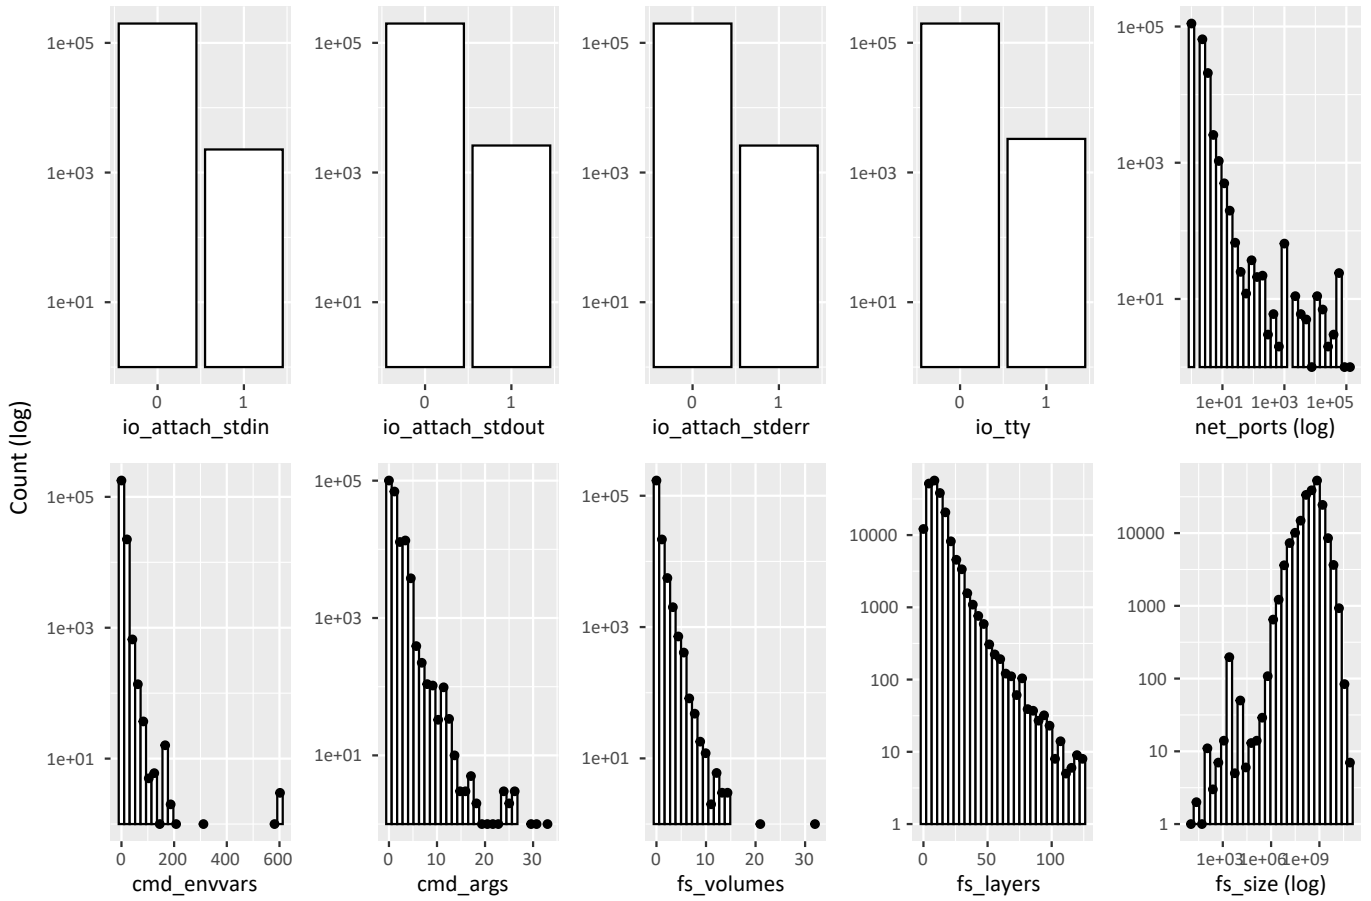 Count (log)
1e+05
1e+03
1e+01
0 1
io_attach_stdin
1e+05
1e+03
1e+01
0 1
io_attach_stdout
1e+05
1e+03
1e+01
0 1
io_attach_stderr
1e+05
1e+03
1e+01
0 1
io_tty
1e+05
1e+03
1e+01
1e+01 1e+03 1e+05
net_ports (log)
1e+05
1e+03
1e+01
0 200 400 600
cmd_envvars
1e+05
1e+03
1e+01
0 10 20 30
cmd_args
1e+05
1e+03
1e+01
0 10 20 30
fs_volumes
10000
1000
100
10
1
0 50 100
fs_layers
10000
1000
100
10
1
1e+03 1e+06 1e+09
fs_size (log)